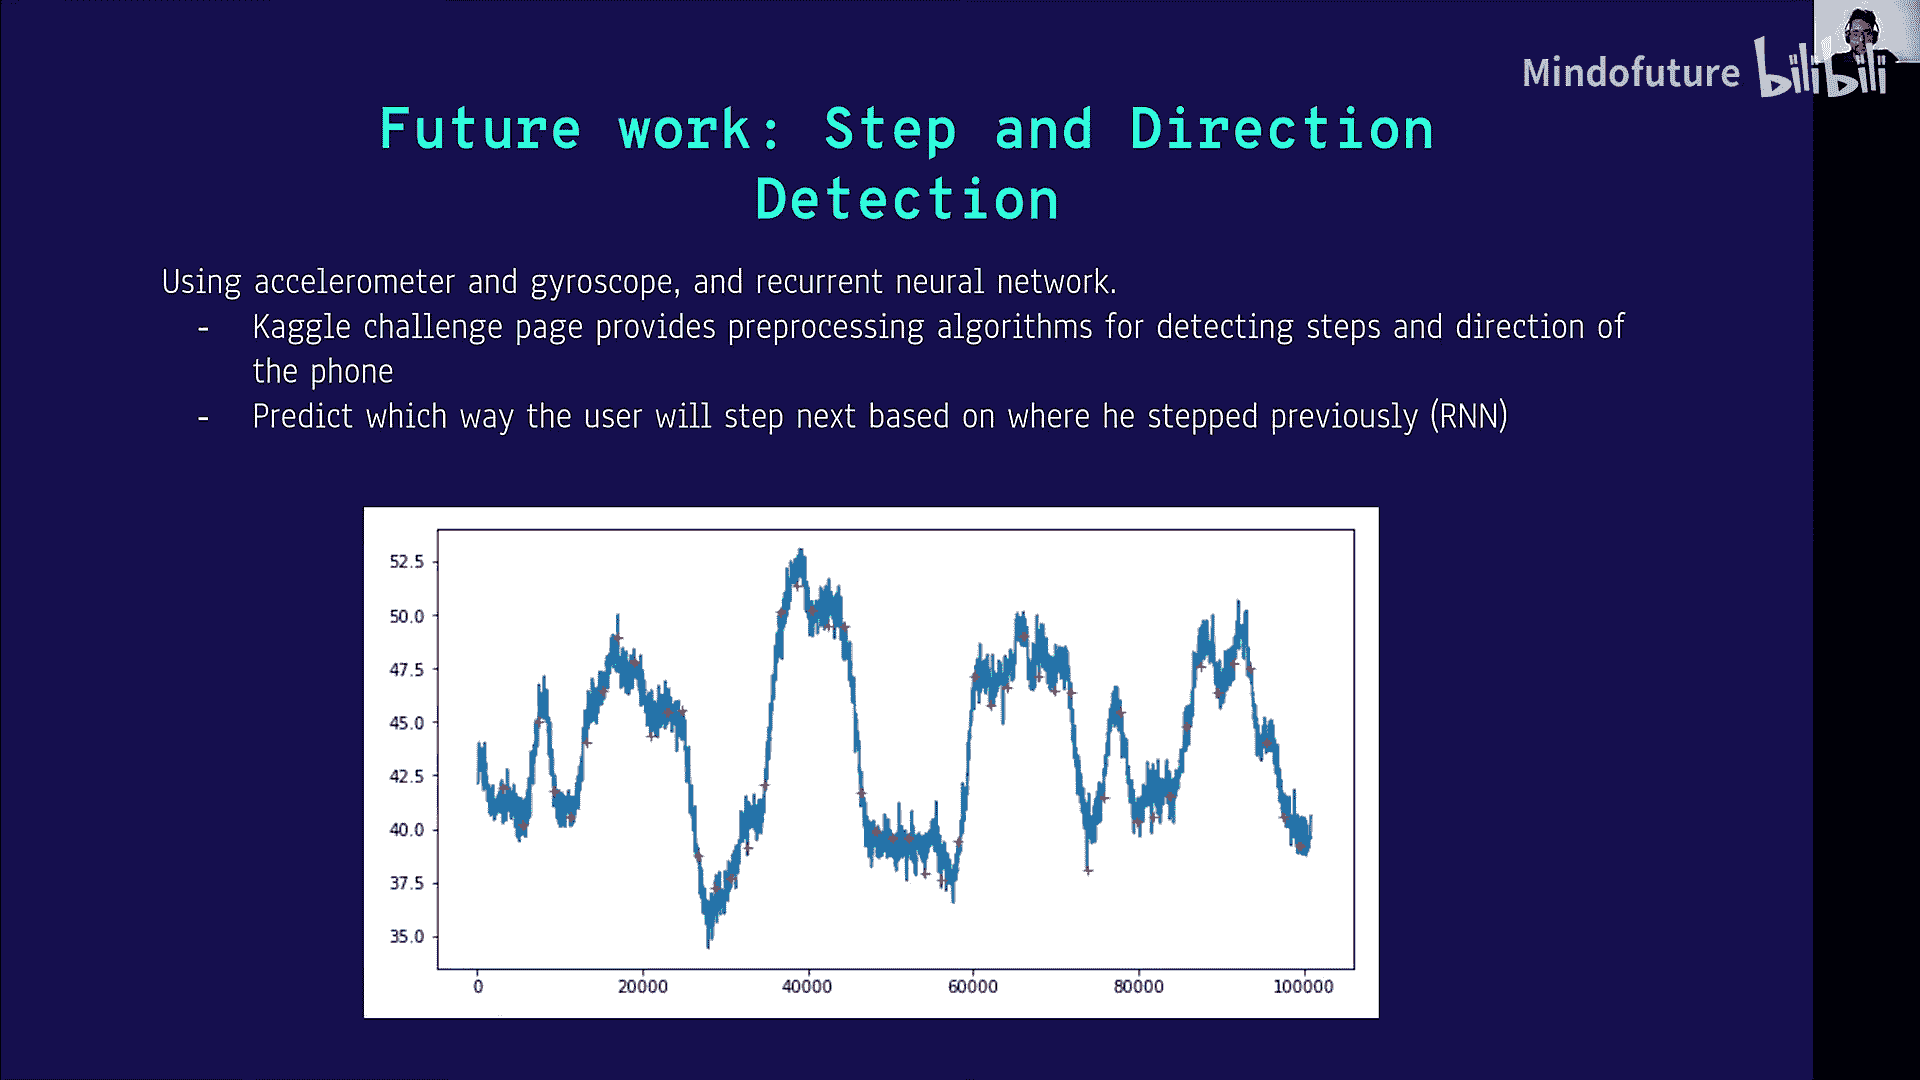 Mindofuture bilibili
Future work: Step and Direction
Detection
Using accelerometer and gyroscope, and recurrent neural network.
- Kaggle challenge page provides preprocessing algorithms for detecting steps and direction of
the phone
- Predict which way the user will step next based on where he stepped previously (RNN)
52.5
50.0
47.5
45.0
42.5
40.0
37.5
35.0
0 20000 40000 60000 80000 100000